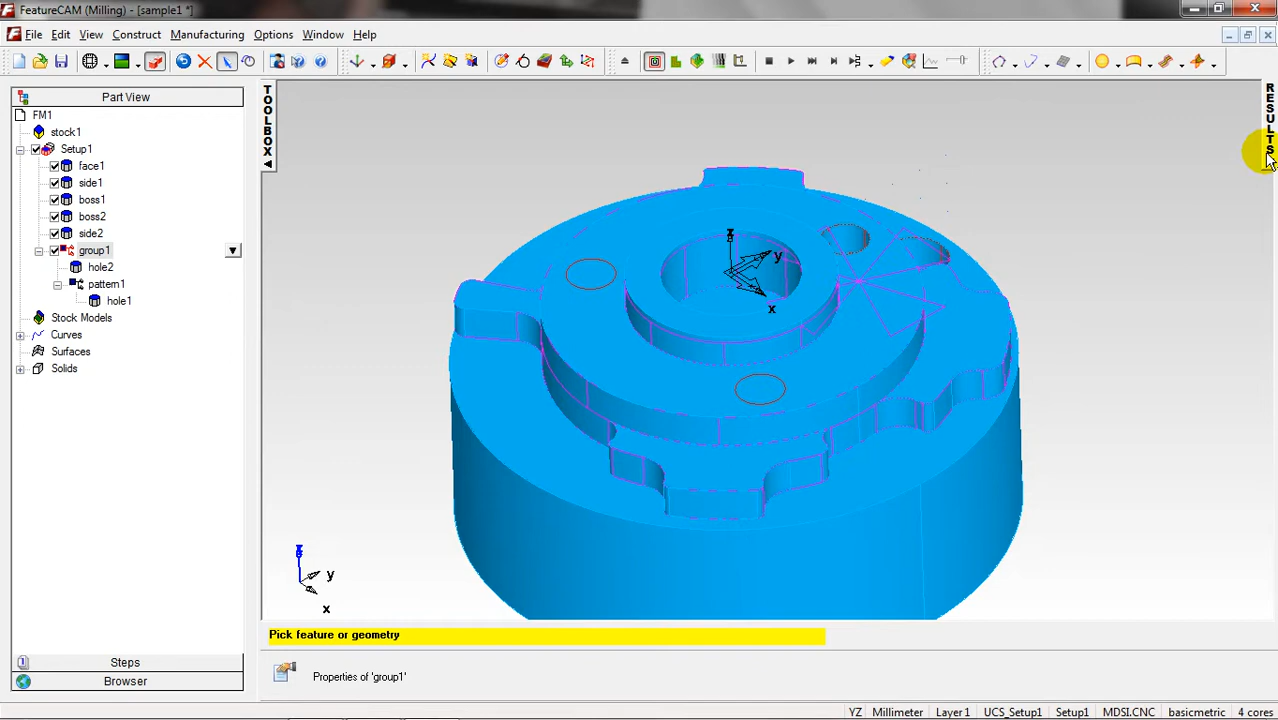 FeatureCAM (Milling) - [sample1 *]
File Edit View Construct Manufacturing Options Window Help
Part View
FM1
stock1
Setup1
face1
side1
boss1
boss2
side2
group1
hole2
pattern1
hole1
Stock Models
Curves
Surfaces
Solids
Steps
Browser
TOOLBOX
RESULTS
z
y
x
z
y
x
Pick feature or geometry
Properties of 'group1'
YZ Millimeter Layer 1 UCS_Setup1 Setup1 MDSI.CNC basicmetric 4 cores